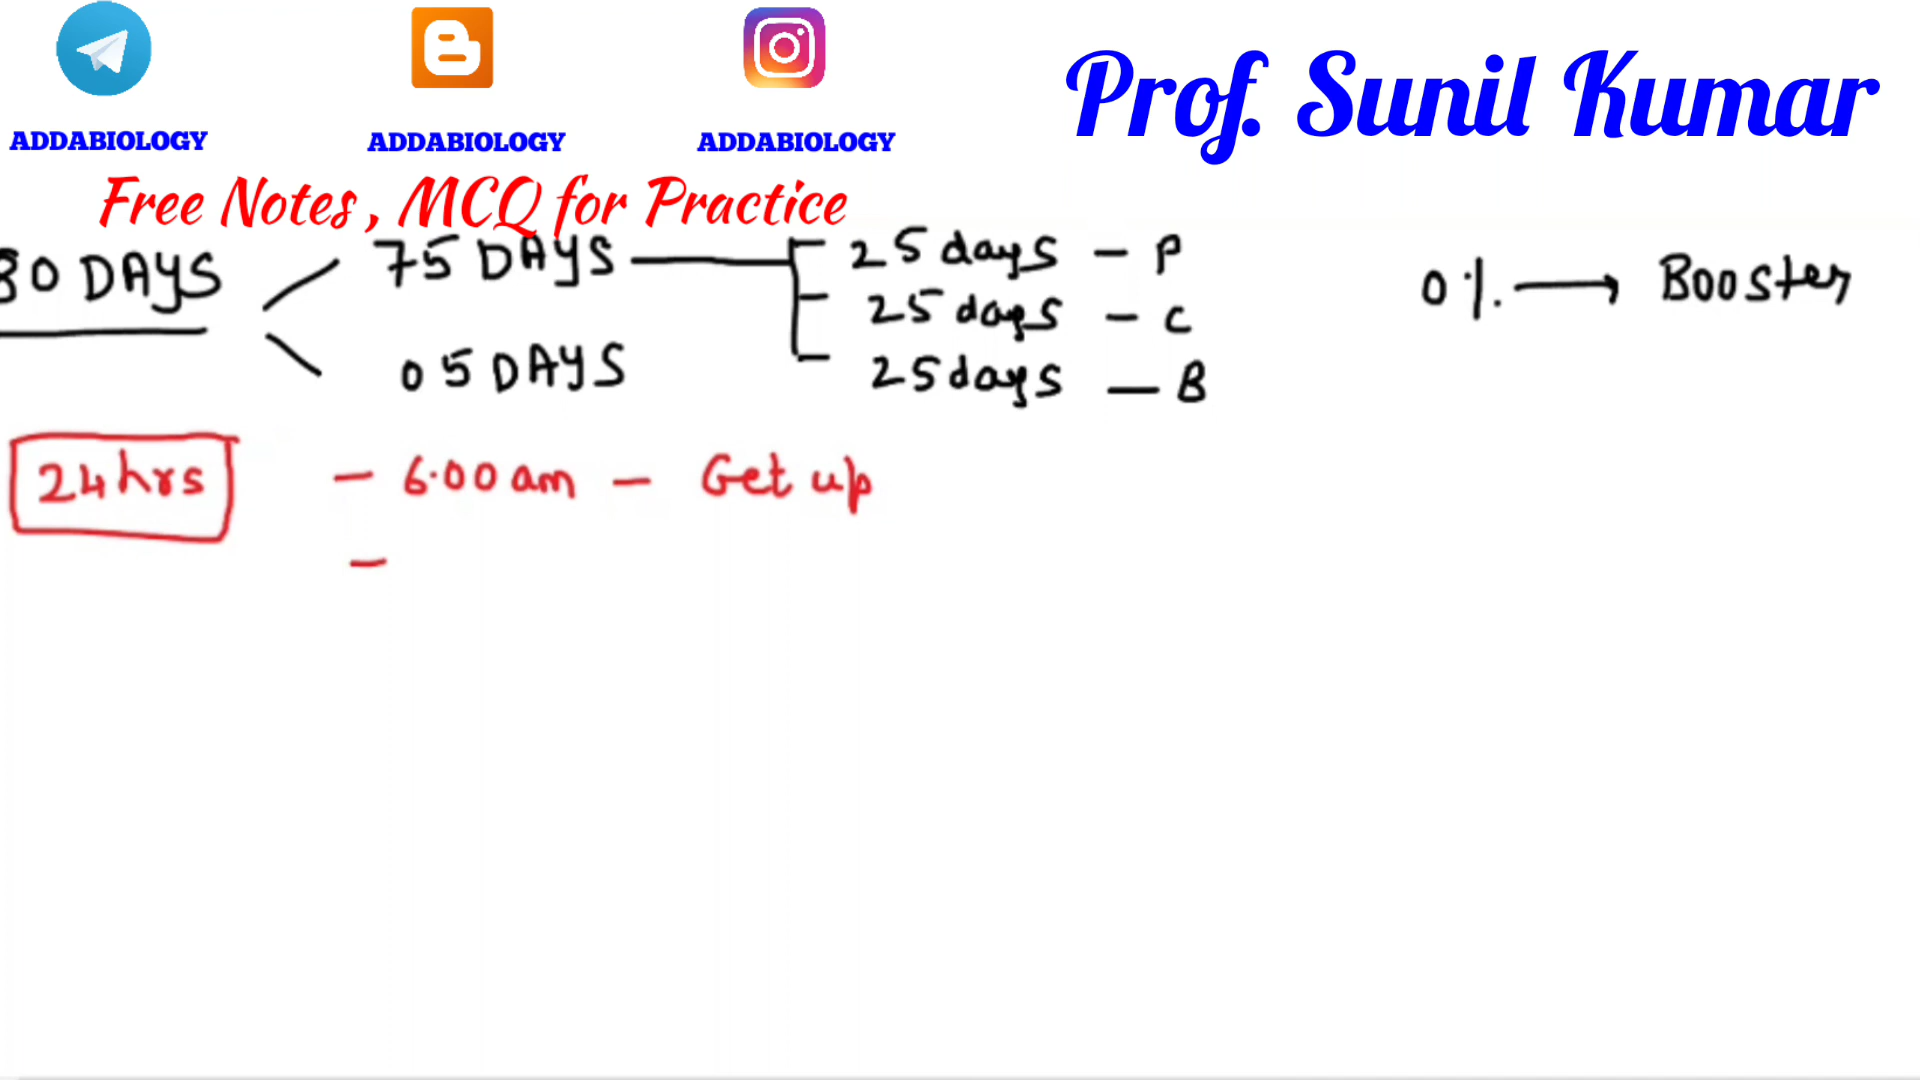 ADDABIOLOGY ADDABIOLOGY ADDABIOLOGY
Prof. Sunil Kumar
Free Notes, MCQ for Practice
80 DAYS
75 DAYS
05 DAYS
25 days - P
25 days - C
25 days - B
0%. → Booster
24 hrs
- 6.00 am - Get up
-